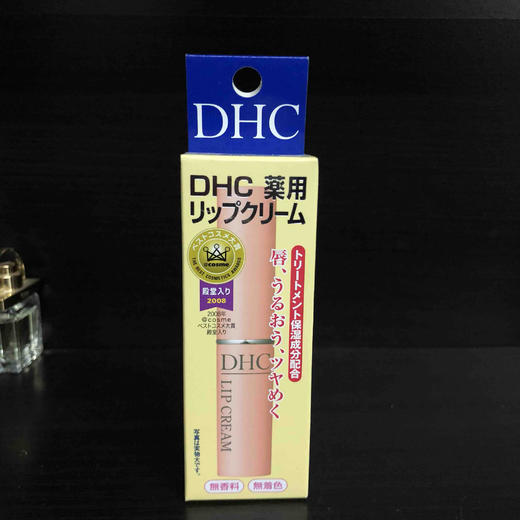 DHC
DHC 薬用
リップクリーム
ベストコスメ大賞
@cosme
THE BEST COSMETICS AWARD
殿堂入り
2008
2008年
@cosme
ベストコスメ大賞
殿堂入り
トリートメント保湿成分配合
唇、うるおう、ツヤめく
DHC
LIP CREAM
写真は実物大です。
無香料
無着色